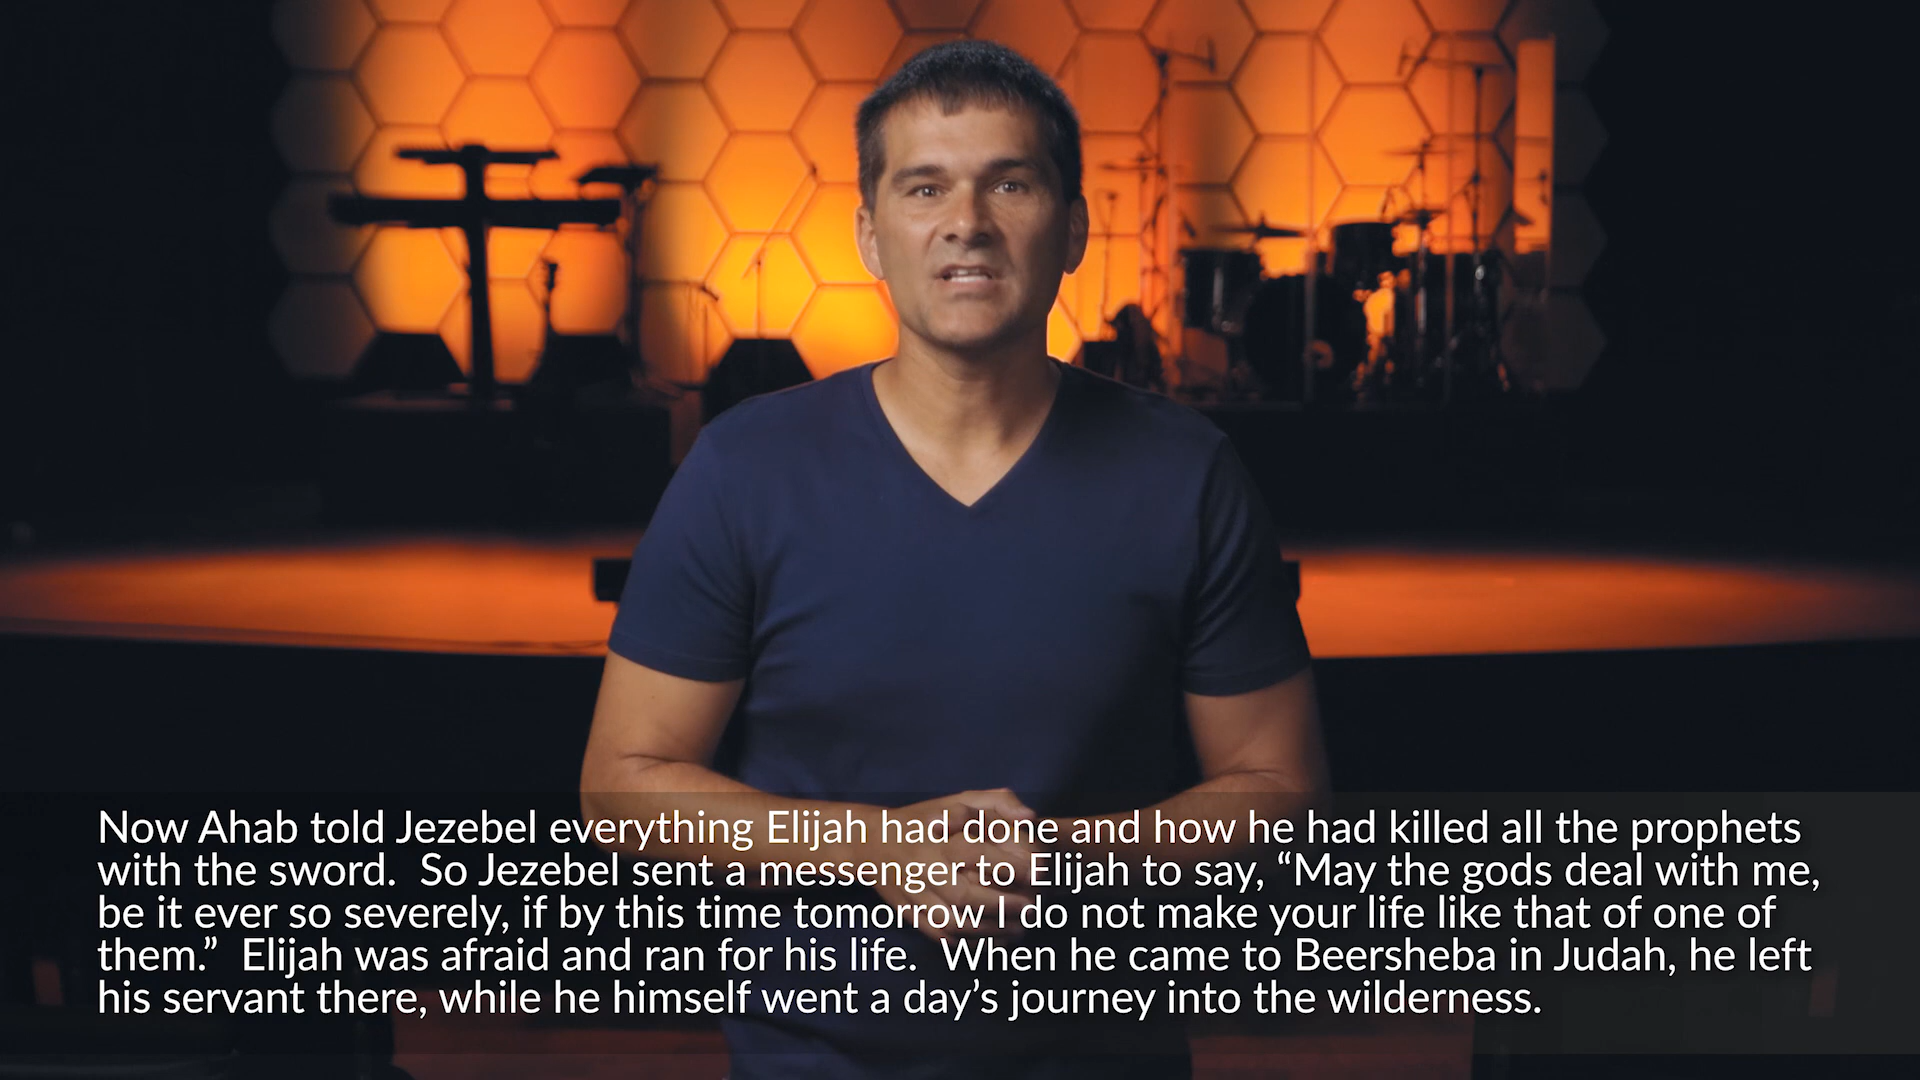 Now Ahab told Jezebel everything Elijah had done and how he had killed all the prophets
with the sword.  So Jezebel sent a messenger to Elijah to say, “May the gods deal with me,
be it ever so severely, if by this time tomorrow I do not make your life like that of one of
them.”  Elijah was afraid and ran for his life.  When he came to Beersheba in Judah, he left
his servant there, while he himself went a day’s journey into the wilderness.